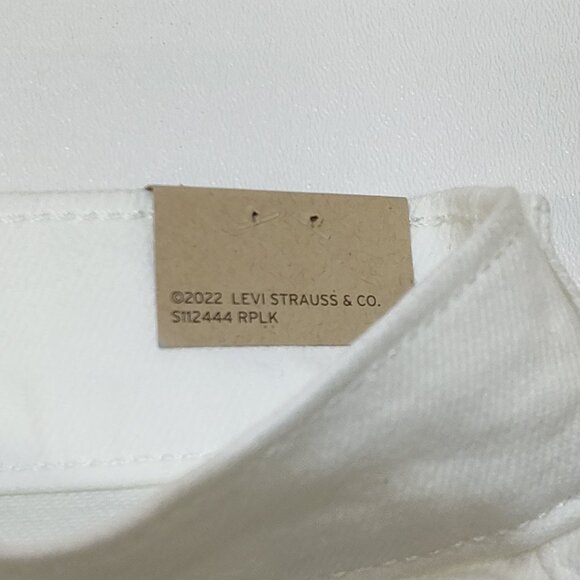 ©2022 LEVI STRAUSS & CO.
S112444 RPLK